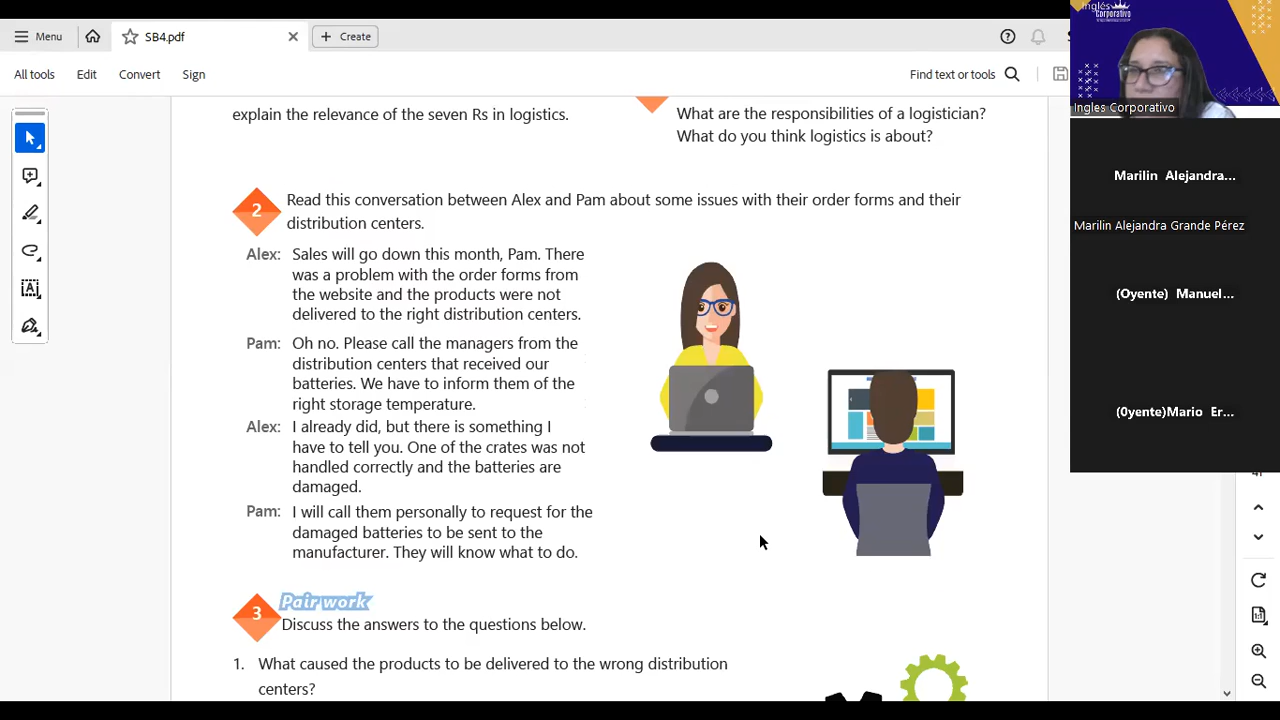 Menu
SB4.pdf
Create
All tools
Edit
Convert
Sign
Find text or tools
explain the relevance of the seven Rs in logistics.
What are the responsibilities of a logistician?
What do you think logistics is about?
2
Read this conversation between Alex and Pam about some issues with their order forms and their
distribution centers.
Alex: Sales will go down this month, Pam. There
was a problem with the order forms from
the website and the products were not
delivered to the right distribution centers.
Pam: Oh no. Please call the managers from the
distribution centers that received our
batteries. We have to inform them of the
right storage temperature.
Alex: I already did, but there is something I
have to tell you. One of the crates was not
handled correctly and the batteries are
damaged.
Pam: I will call them personally to request for the
damaged batteries to be sent to the
manufacturer. They will know what to do.
3
Pair work
Discuss the answers to the questions below.
1. What caused the products to be delivered to the wrong distribution
centers?
Inglés
corporativo
Ingles Corporativo
Marilin Alejandra...
Marilin Alejandra Grande Pérez
(Oyente) Manuel...
(0yente)Mario Er...